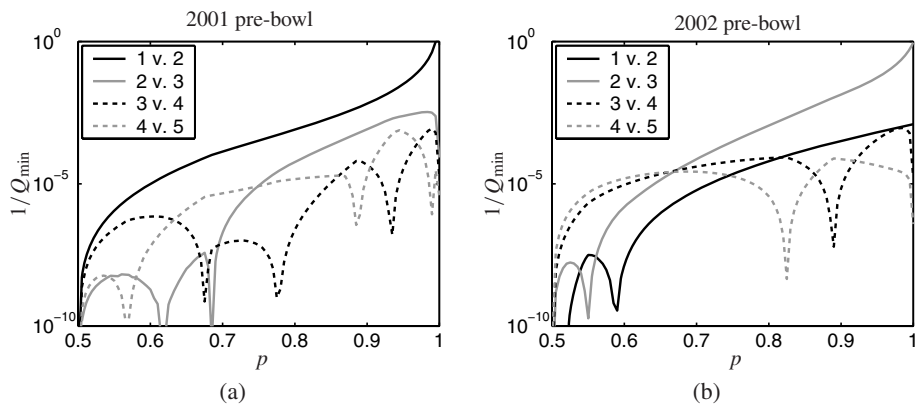 2001 pre-bowl
1 v. 2
2 v. 3
3 v. 4
4 v. 5
10^0
10^-5
10^-10
1/Q_min
0.5 0.6 0.7 0.8 0.9 1
p
(a)
2002 pre-bowl
1 v. 2
2 v. 3
3 v. 4
4 v. 5
10^0
10^-5
10^-10
1/Q_min
0.5 0.6 0.7 0.8 0.9 1
p
(b)